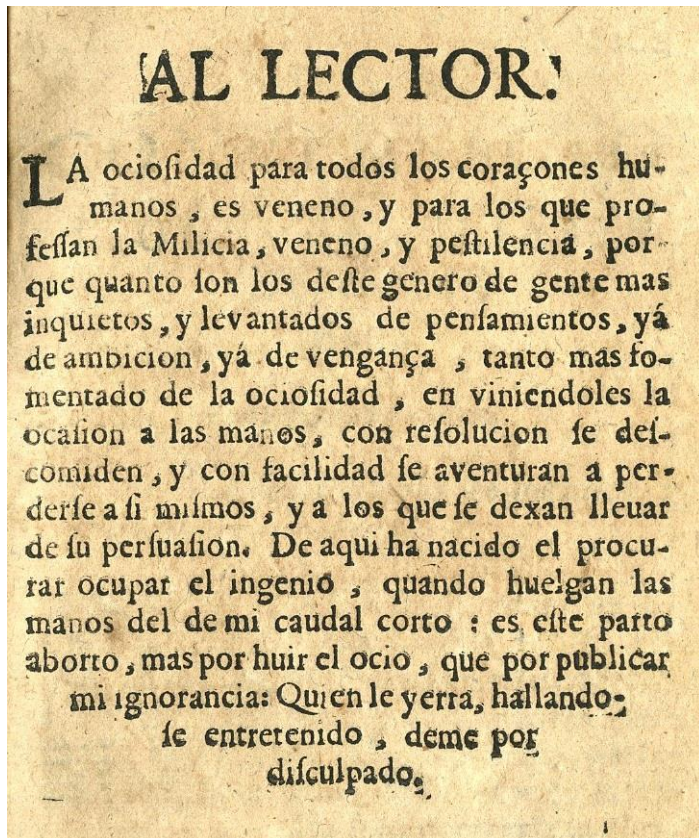 AL LECTOR.
LA ocioſidad para todos los coraçones hu-
manos, es veneno, y para los que pro-
feſſan la Milicia, veneno, y peſtilencia, por-
que quanto ſon los deſte genero de gente mas
inquietos, y levantados de penſamientos, yá
de ambicion, yá de vengança, tanto mas fo-
mentado de la ocioſidad, en viniendoles la
ocaſion a las manos, con reſolucion ſe deſ-
comiden, y con facilidad ſe aventuran a per-
derſe a ſi miſmos, y a los que ſe dexan lleuar
de ſu perſuaſion. De aqui ha nacido el procu-
rar ocupar el ingenio, quando huelgan las
manos del de mi caudal corto: es eſte parto
aborto, mas por huir el ocio, que por publicar
mi ignorancia: Quien le yerra, hallando-
ſe entretenido, deme por
diſculpado.